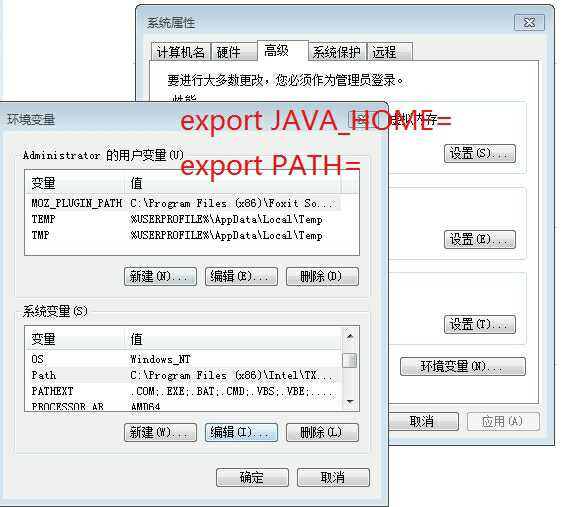 系统属性
计算机名 硬件 高级 系统保护 远程
要进行大多数更改，您必须作为管理员登录。
性能
虚拟内存
设置(S)...
设置(E)...
设置(T)...
环境变量(N)...
取消 应用(A)
环境变量
export JAVA_HOME=
export PATH=
Administrator 的用户变量(U)
变量 值
MOZ_PLUGIN_PATH C:\Program Files (x86)\Foxit So...
TEMP %USERPROFILE%\AppData\Local\Temp
TMP %USERPROFILE%\AppData\Local\Temp
新建(N)... 编辑(E)... 删除(D)
系统变量(S)
变量 值
OS Windows_NT
Path C:\Program Files (x86)\Intel\TX...
PATHEXT .COM;.EXE;.BAT;.CMD;.VBS;.VBE;....
PROCESSOR_AR AMD64
新建(W)... 编辑(I)... 删除(L)
确定 取消